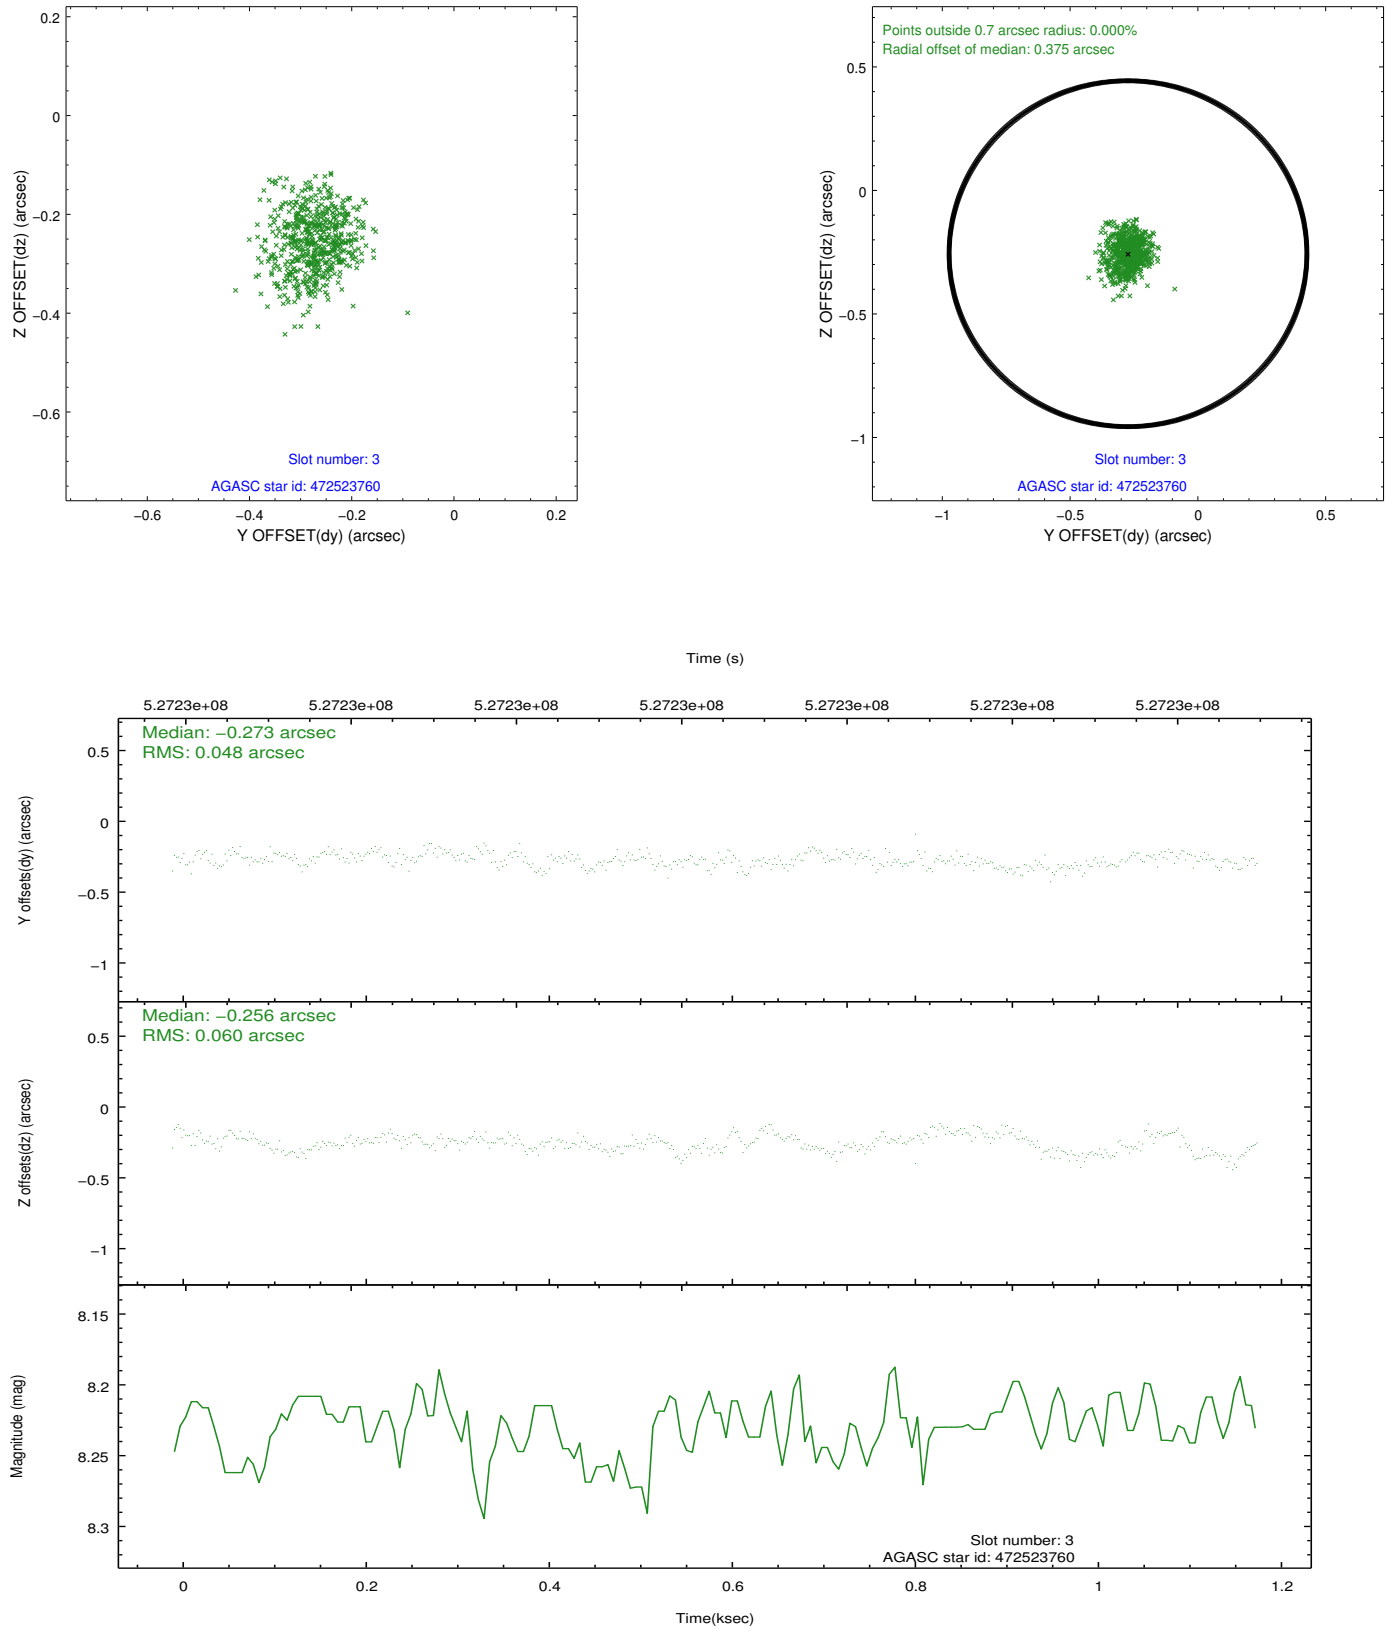 0.2
0
−0.2
−0.4
−0.6
Z OFFSET(dz) (arcsec)
Slot number: 3
AGASC star id: 472523760
−0.6
−0.4
−0.2
0
0.2
Y OFFSET(dy) (arcsec)
Points outside 0.7 arcsec radius: 0.000%
Radial offset of median: 0.375 arcsec
0.5
0
−0.5
−1
Z OFFSET(dz) (arcsec)
Slot number: 3
AGASC star id: 472523760
−1
−0.5
0
0.5
Y OFFSET(dy) (arcsec)
Time (s)
5.2723e+08
5.2723e+08
5.2723e+08
5.2723e+08
5.2723e+08
5.2723e+08
5.2723e+08
Median: −0.273 arcsec
RMS: 0.048 arcsec
0.5
0
−0.5
−1
Y offsets(dy) (arcsec)
Median: −0.256 arcsec
RMS: 0.060 arcsec
0.5
0
−0.5
−1
Z offsets(dz) (arcsec)
8.15
8.2
8.25
8.3
Magnitude (mag)
Slot number: 3
AGASC star id: 472523760
0
0.2
0.4
0.6
0.8
1
1.2
Time(ksec)